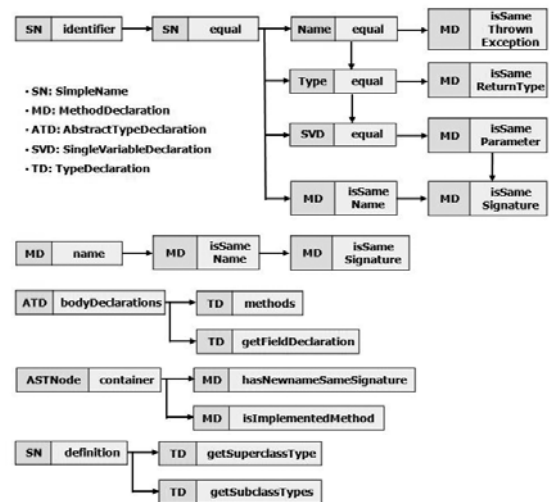 SN identifier
SN equal
Name equal
MD isSame
Thrown
Exception
Type equal
MD isSame
ReturnType
SVD equal
MD isSame
Parameter
MD isSame
Name
MD isSame
Signature
• SN: SimpleName
• MD: MethodDeclaration
• ATD: AbstractTypeDeclaration
• SVD: SingleVariableDeclaration
• TD: TypeDeclaration
MD name
MD isSame
Name
MD isSame
Signature
ATD bodyDeclarations
TD methods
TD getFieldDeclaration
ASTNode container
MD hasNewnameSameSignature
MD isImplementedMethod
SN definition
TD getSuperclassType
TD getSubclassTypes